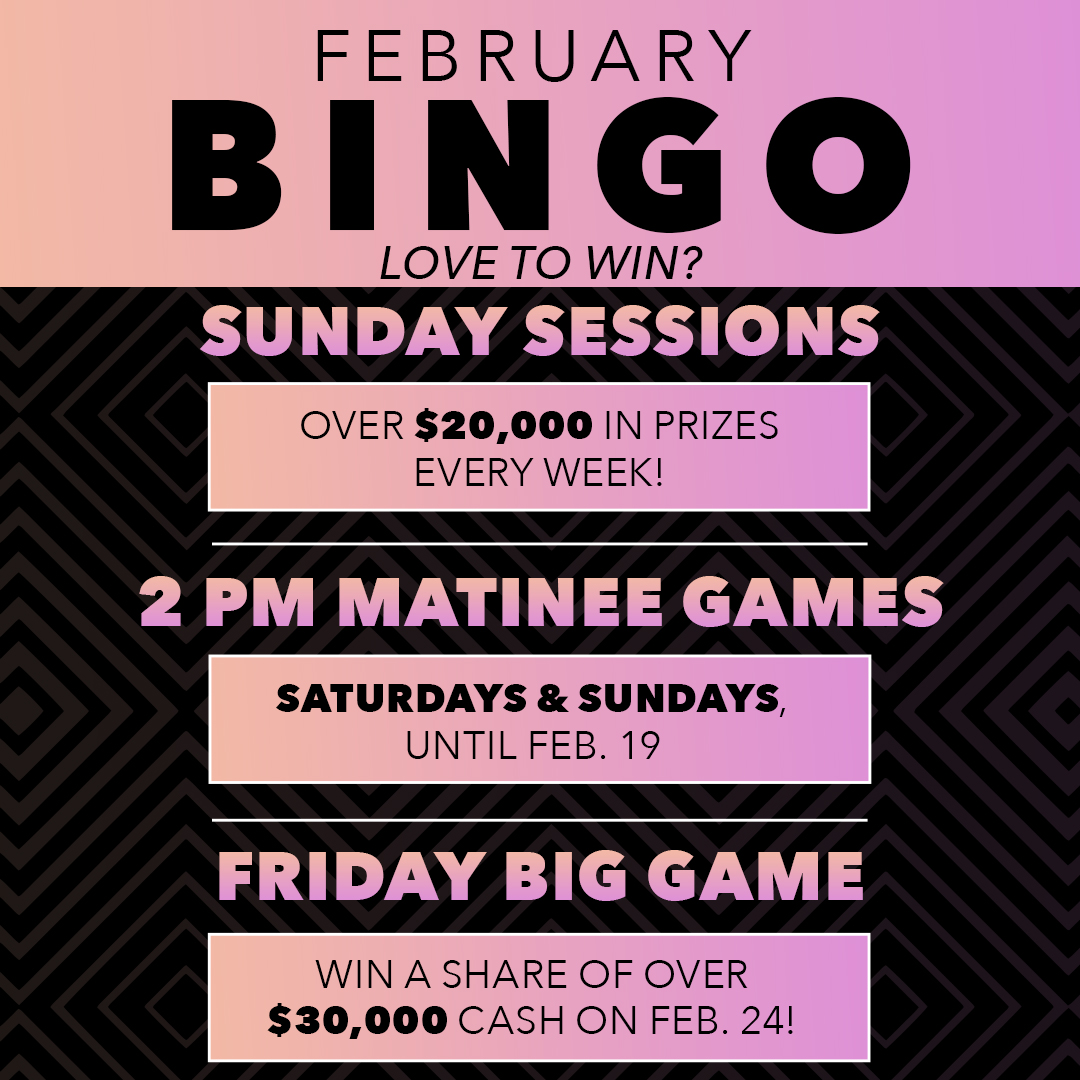 FEBRUARY
BINGO
LOVE TO WIN?
SUNDAY SESSIONS
OVER $20,000 IN PRIZES
EVERY WEEK!
2 PM MATINEE GAMES
SATURDAYS & SUNDAYS,
UNTIL FEB. 19
FRIDAY BIG GAME
WIN A SHARE OF OVER
$30,000 CASH ON FEB. 24!